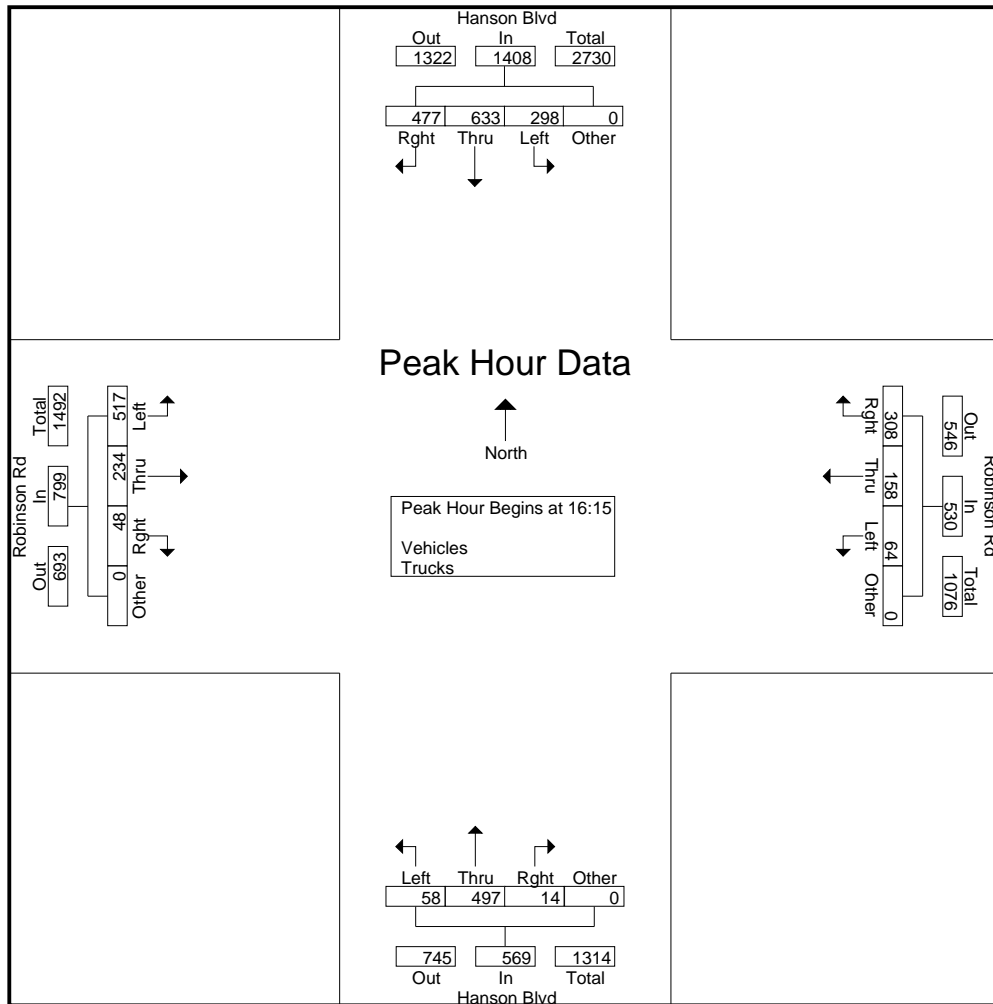 Hanson Blvd
Out In Total
1322 1408 2730
477 633 298 0
Rght Thru Left Other
Peak Hour Data
North
Peak Hour Begins at 16:15
Vehicles
Trucks
Robinson Rd
Total In Out
1492 799 693
517 234 48 0
Left Thru Rght Other
Robinson Rd
Out In Total
546 530 1076
308 158 64 0
Rght Thru Left Other
Left Thru Rght Other
58 497 14 0
745 569 1314
Out In Total
Hanson Blvd